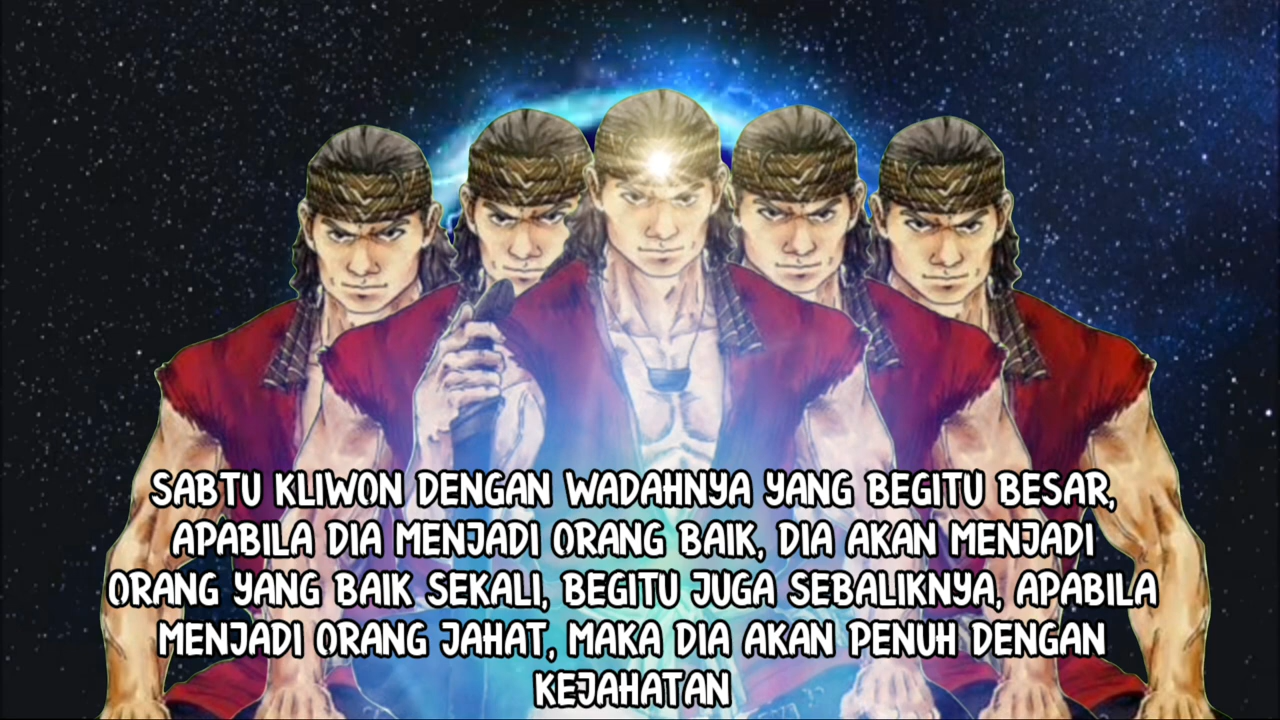 SABTU KLIWON DENGAN WADAHNYA YANG BEGITU BESAR,
APABILA DIA MENJADI ORANG BAIK, DIA AKAN MENJADI
ORANG YANG BAIK SEKALI, BEGITU JUGA SEBALIKNYA, APABILA
MENJADI ORANG JAHAT, MAKA DIA AKAN PENUH DENGAN
KEJAHATAN